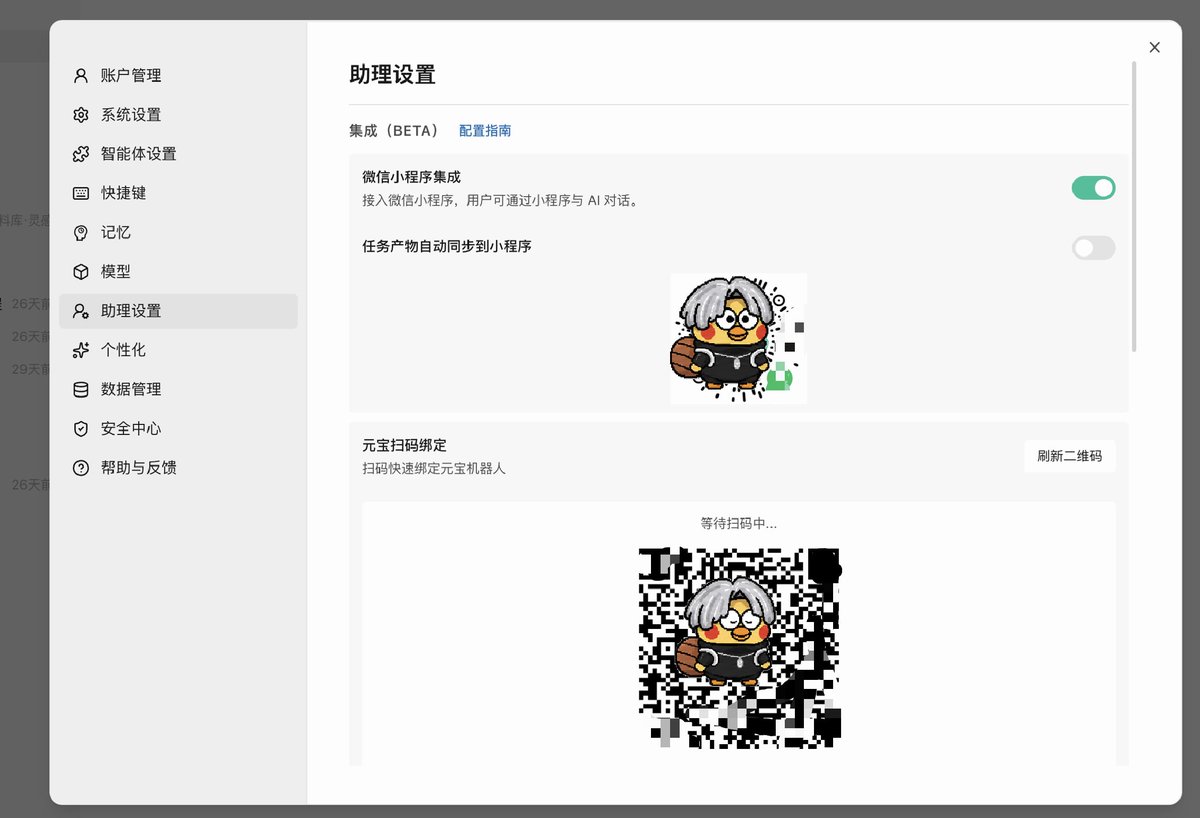 账户管理
系统设置
智能体设置
快捷键
记忆
模型
助理设置
个性化
数据管理
安全中心
帮助与反馈
料库·灵感
26天前
26天前
29天前
26天前
助理设置
集成（BETA） 配置指南
微信小程序集成
接入微信小程序，用户可通过小程序与 AI 对话。
任务产物自动同步到小程序
元宝扫码绑定
扫码快速绑定元宝机器人
刷新二维码
等待扫码中...